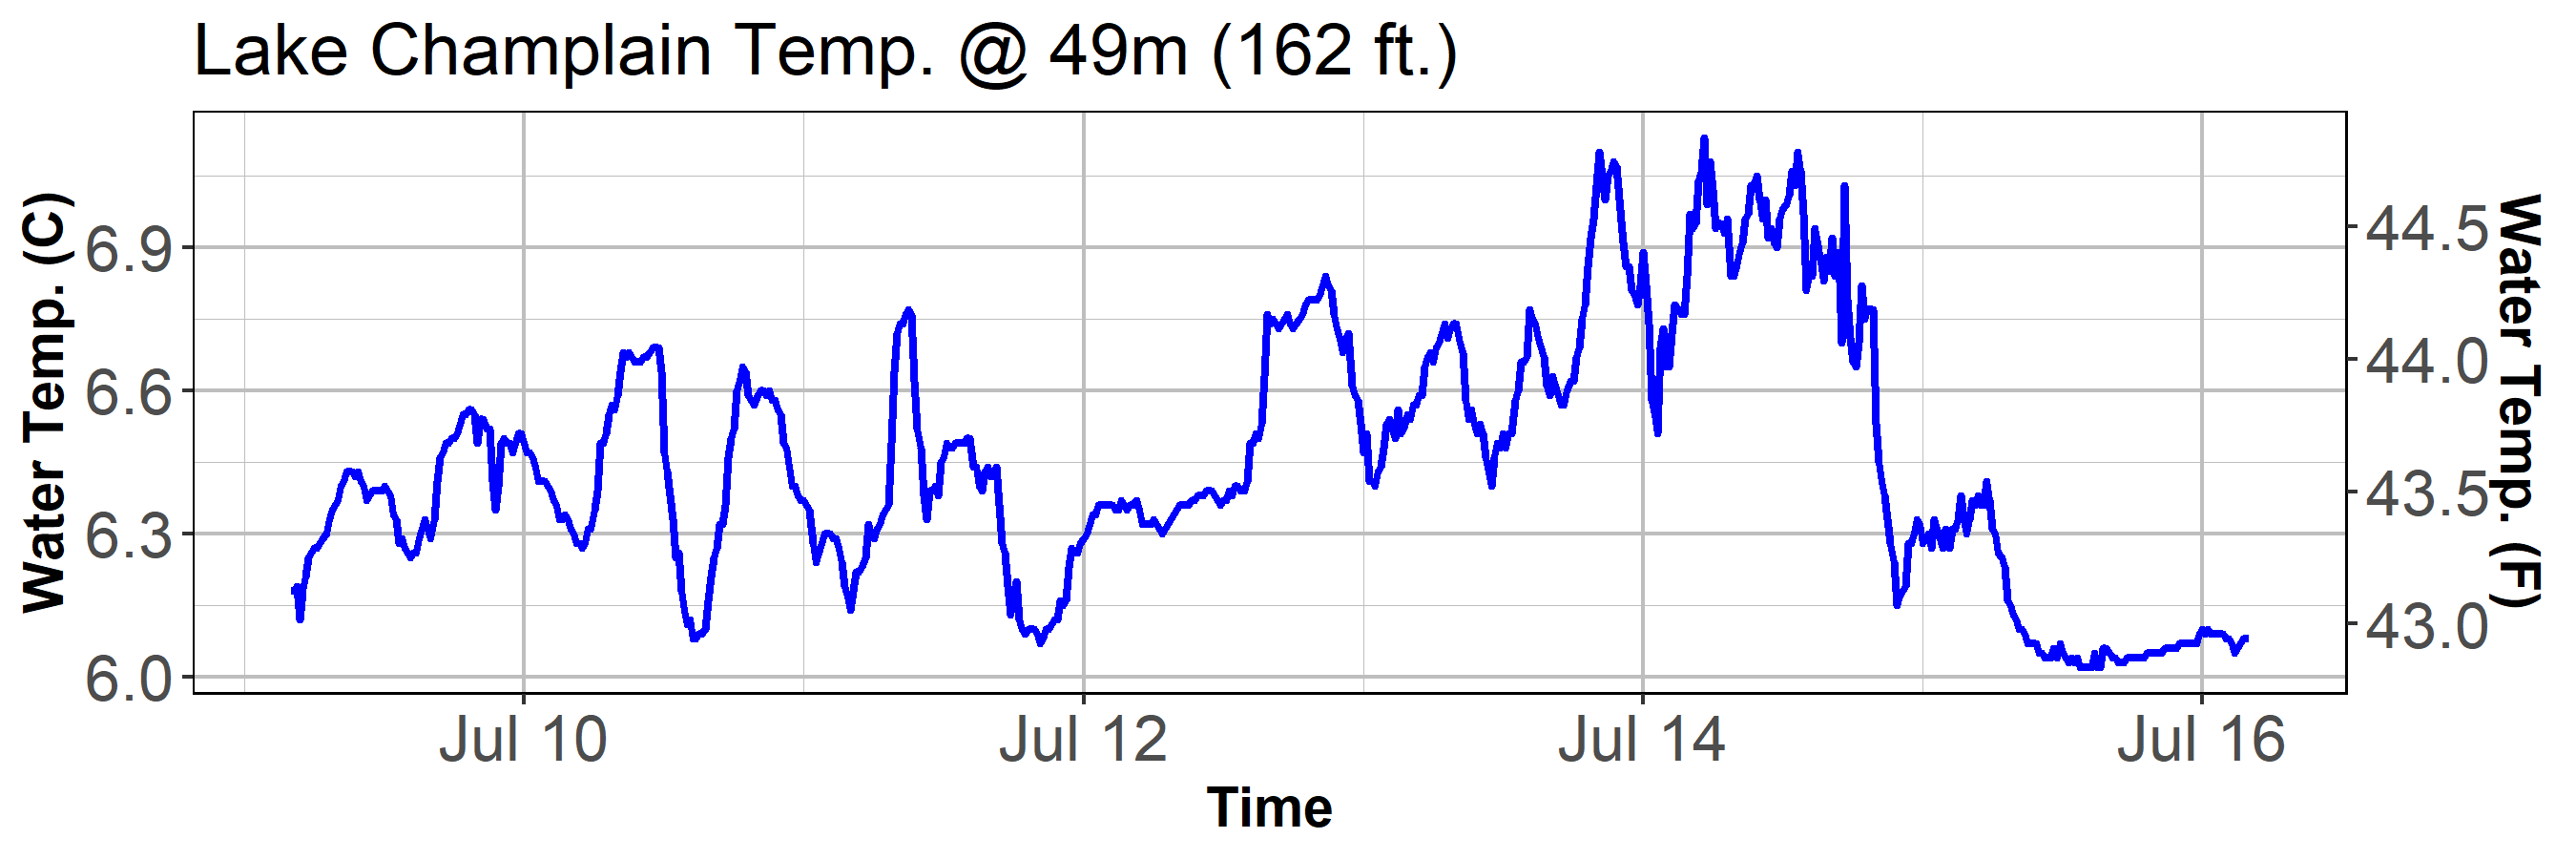 Lake Champlain Temp. @ 49m (162 ft.)
Water Temp. (C)
6.9
6.6
6.3
6.0
44.5
44.0
43.5
43.0
Water Temp. (F)
Jul 10 Jul 12 Jul 14 Jul 16
Time